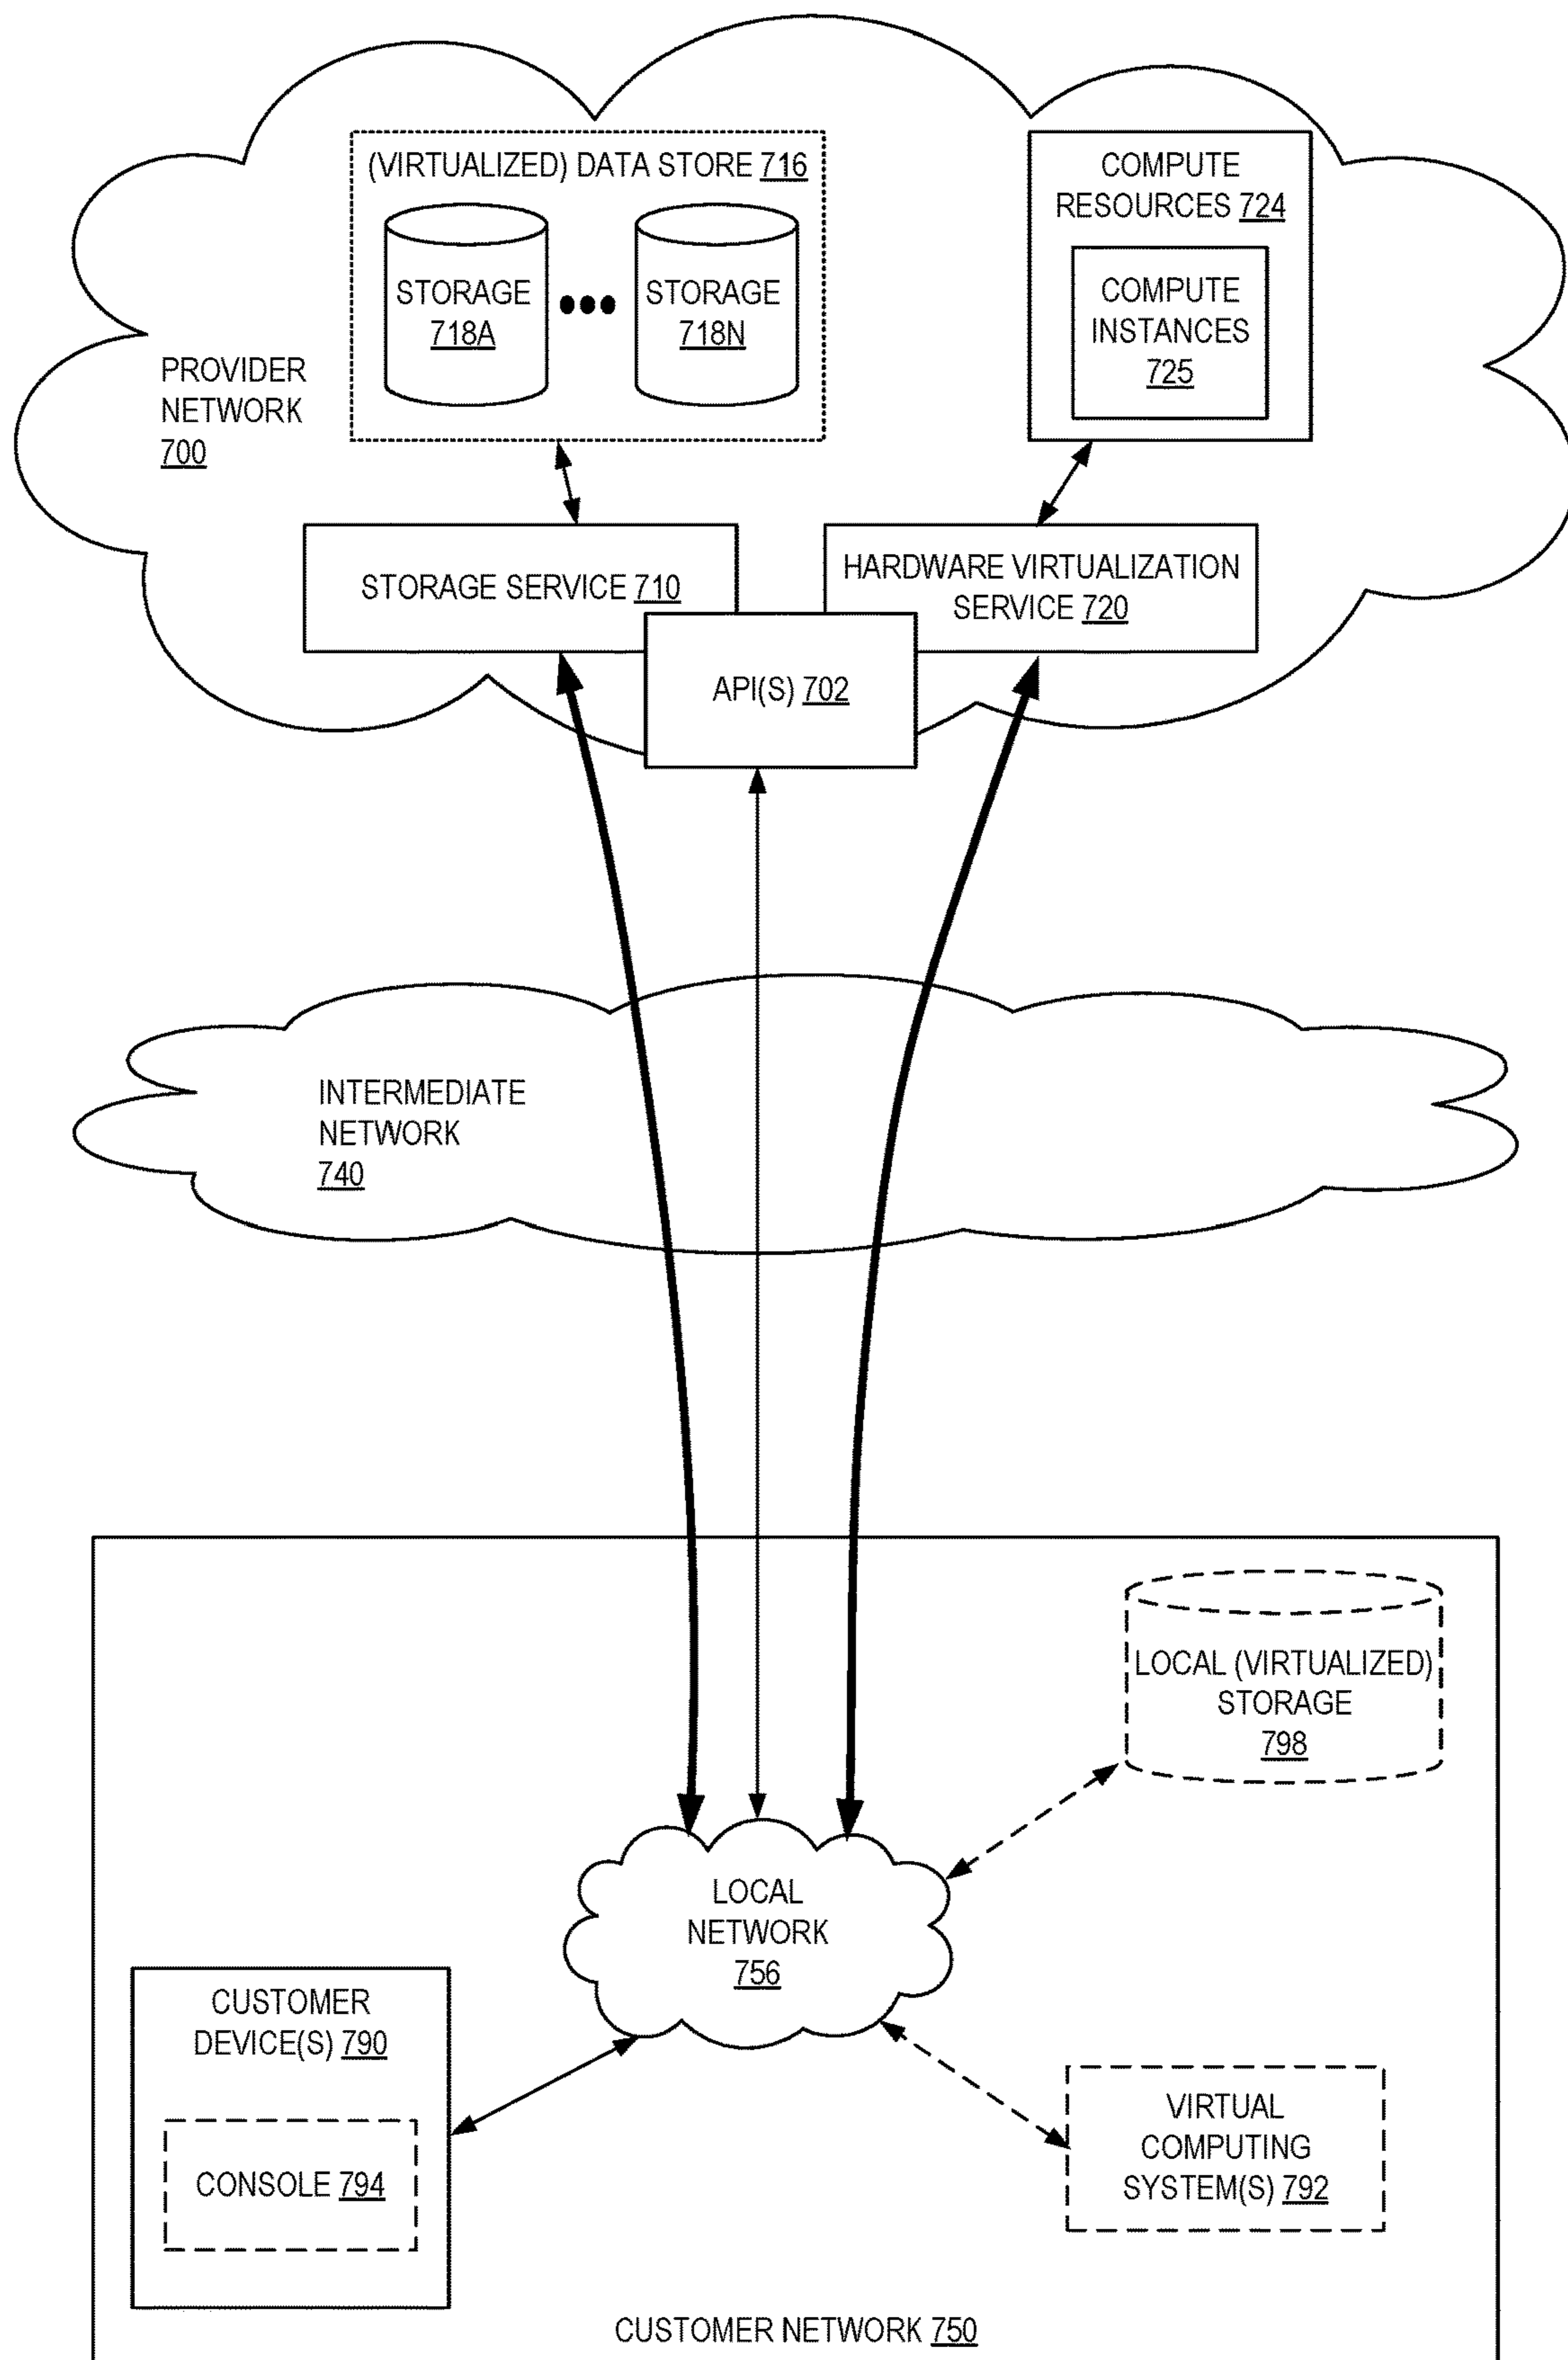 (VIRTUALIZED) DATA STORE 716
STORAGE
718A
STORAGE
718N
COMPUTE
RESOURCES 724
COMPUTE
INSTANCES
725
PROVIDER
NETWORK
700
STORAGE SERVICE 710
HARDWARE VIRTUALIZATION
SERVICE 720
API(S) 702
INTERMEDIATE
NETWORK
740
LOCAL (VIRTUALIZED)
STORAGE
798
LOCAL
NETWORK
756
CUSTOMER
DEVICE(S) 790
CONSOLE 794
VIRTUAL
COMPUTING
SYSTEM(S) 792
CUSTOMER NETWORK 750